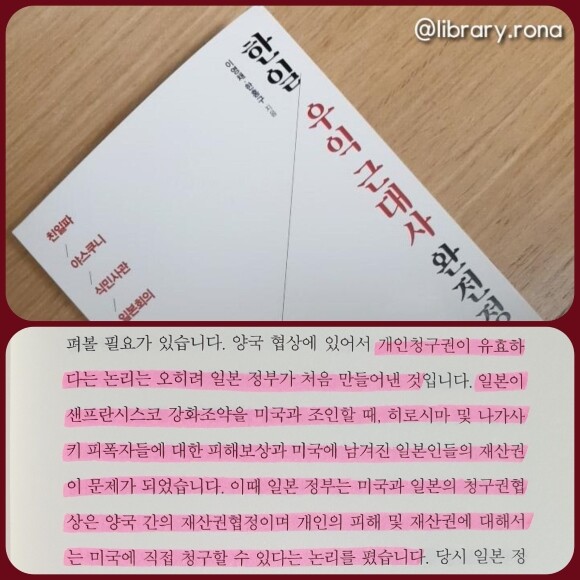 @library.rona
한일
우익 근대사
완전정
이영채, 한홍구 지음
친일파
/
야스쿠니
/
식민사관
/
일본회의
펴볼 필요가 있습니다. 양국 협상에 있어서 개인청구권이 유효하
다는 논리는 오히려 일본 정부가 처음 만들어낸 것입니다. 일본이
샌프란시스코 강화조약을 미국과 조인할 때, 히로시마 및 나가사
키 피폭자들에 대한 피해보상과 미국에 남겨진 일본인들의 재산권
이 문제가 되었습니다. 이때 일본 정부는 미국과 일본의 청구권협
상은 양국 간의 재산권협정이며 개인의 피해 및 재산권에 대해서
는 미국에 직접 청구할 수 있다는 논리를 폈습니다. 당시 일본 정